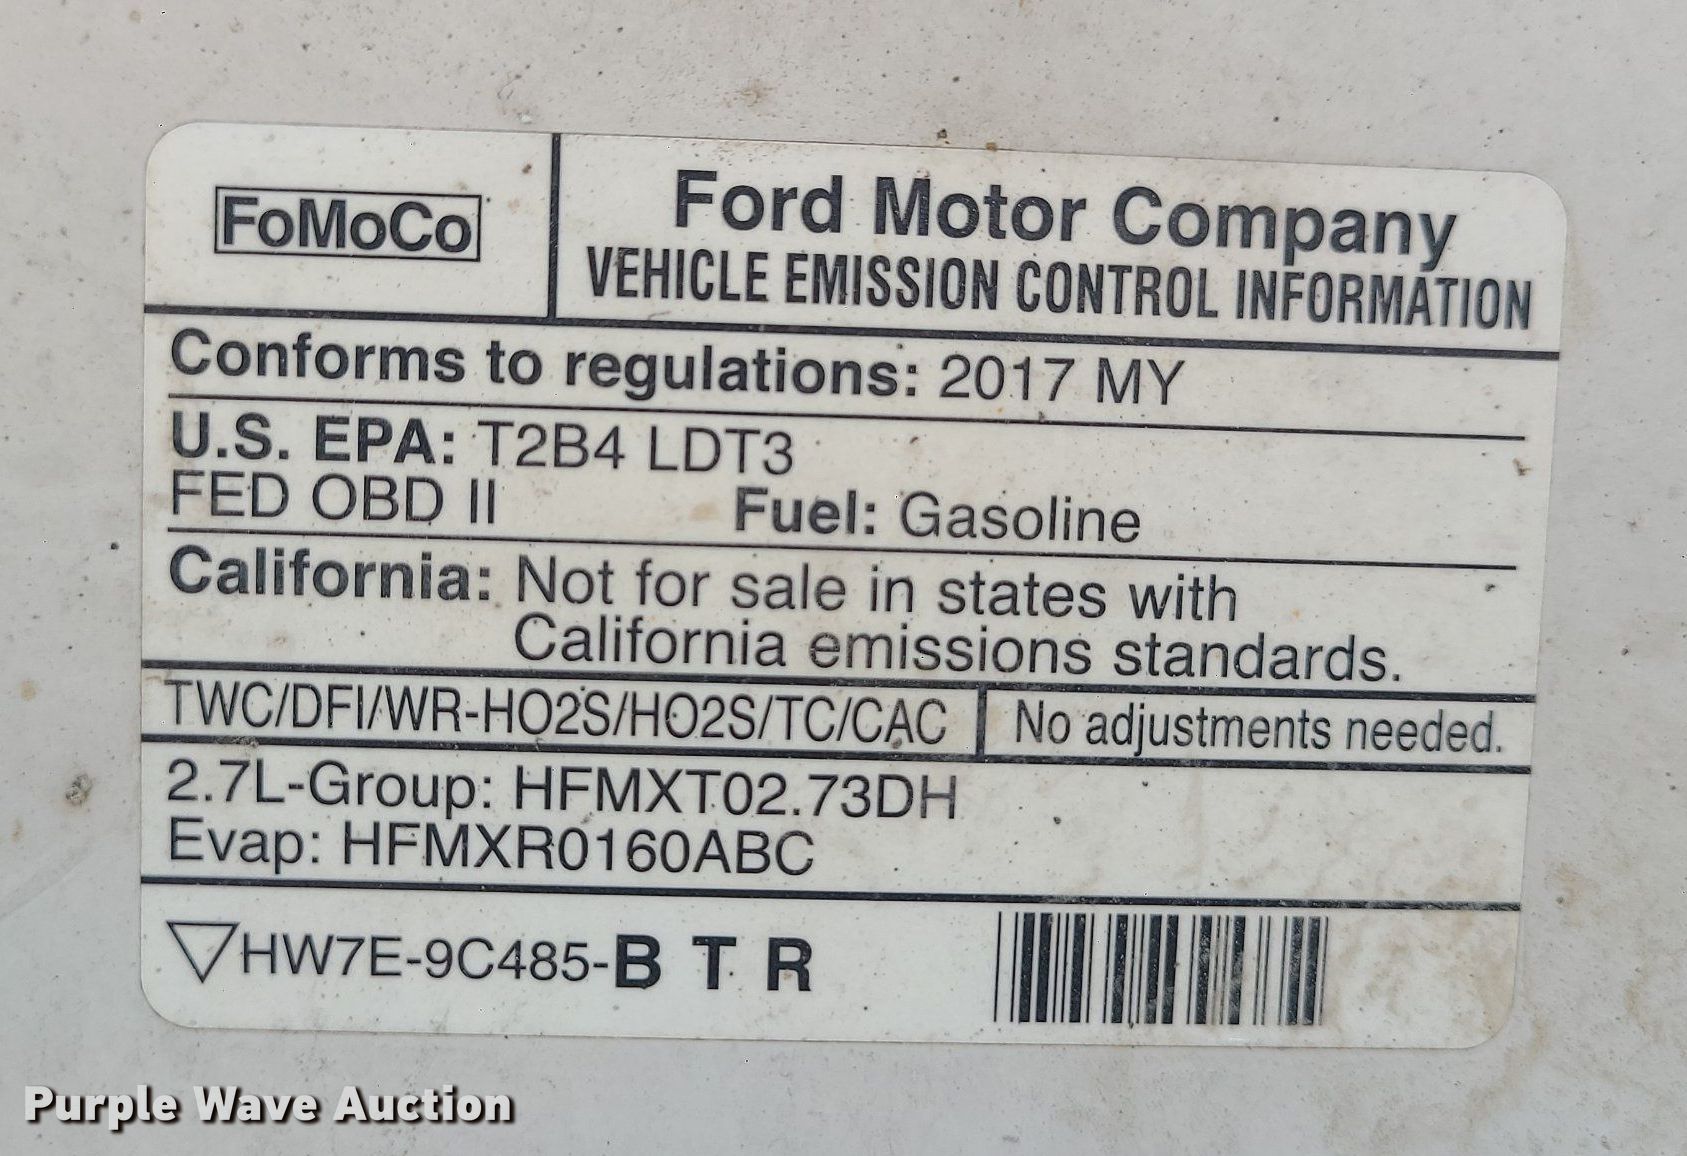 FoMoCo
Ford Motor Company
VEHICLE EMISSION CONTROL INFORMATION
Conforms to regulations: 2017 MY
U.S. EPA: T2B4 LDT3
FED OBD II Fuel: Gasoline
California: Not for sale in states with
California emissions standards.
TWC/DFI/WR-HO2S/HO2S/TC/CAC No adjustments needed.
2.7L-Group: HFMXT02.73DH
Evap: HFMXR0160ABC
HW7E-9C485-B T R
Purple Wave Auction